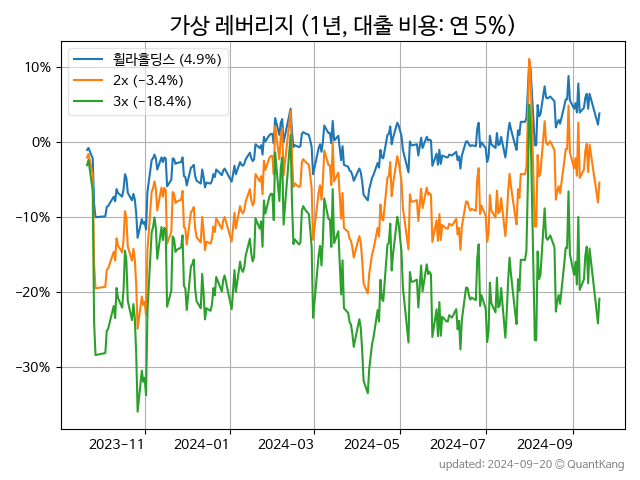 가상 레버리지 (1년, 대출 비용: 연 5%)
휠라홀딩스 (4.9%)
2x (−3.4%)
3x (−18.4%)
10%
0%
−10%
−20%
−30%
2023-11
2024-01
2024-03
2024-05
2024-07
2024-09
updated: 2024-09-20 © QuantKang